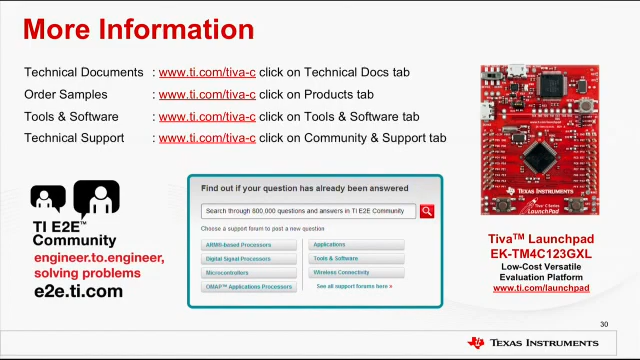 More Information
Technical Documents : www.ti.com/tiva-c click on Technical Docs tab
Order Samples : www.ti.com/tiva-c click on Products tab
Tools & Software : www.ti.com/tiva-c click on Tools & Software tab
Technical Support : www.ti.com/tiva-c click on Community & Support tab
TI E2E™
Community
engineer.to.engineer,
solving problems
e2e.ti.com
Find out if your question has already been answered
Search through 800,000 questions and answers in TI E2E Community
Choose a support forum to post a new question
ARM®-based Processors
Digital Signal Processors
Microcontrollers
OMAP™ Applications Processors
Applications
Tools & Software
Wireless Connectivity
See all support forums here »
TEXAS INSTRUMENTS
Tiva™ C Series
LaunchPad
Tiva™ Launchpad
EK-TM4C123GXL
Low-Cost Versatile
Evaluation Platform
www.ti.com/launchpad
30
TEXAS INSTRUMENTS